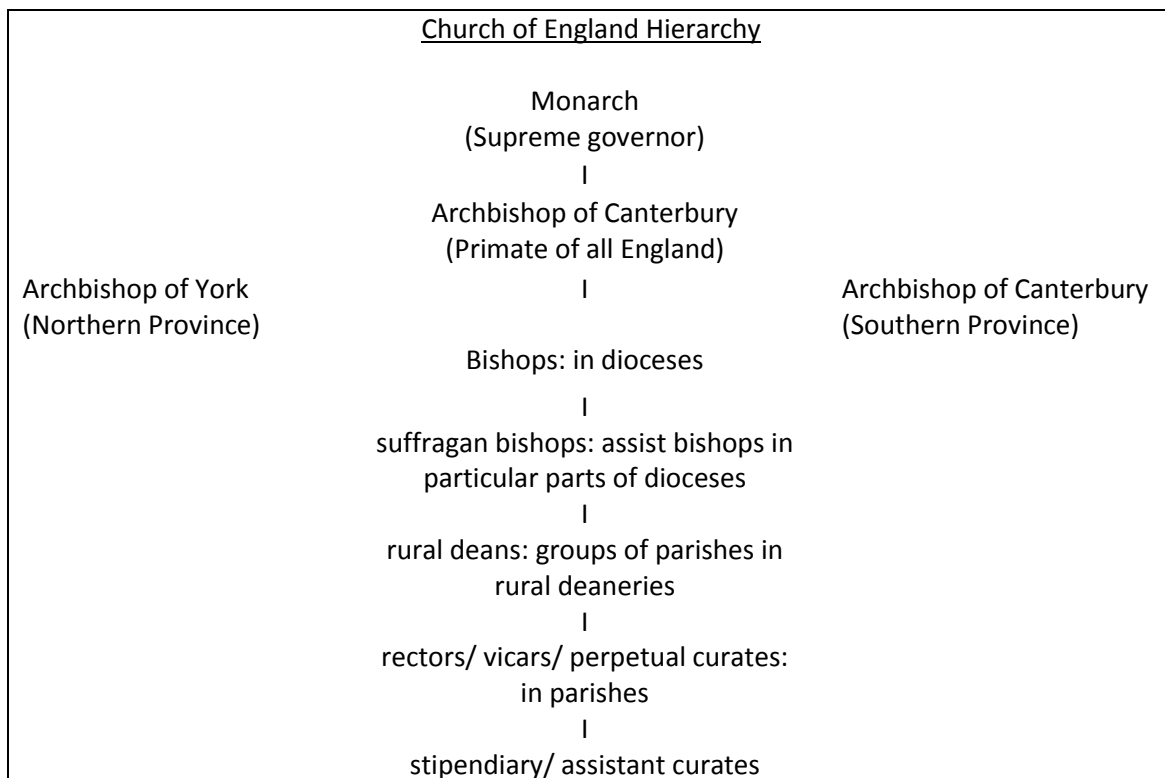 Church of England Hierarchy
Monarch
(Supreme governor)
I
Archbishop of Canterbury
(Primate of all England)
Archbishop of York I Archbishop of Canterbury
(Northern Province) (Southern Province)
Bishops: in dioceses
I
suffragan bishops: assist bishops in
particular parts of dioceses
I
rural deans: groups of parishes in
rural deaneries
I
rectors/ vicars/ perpetual curates:
in parishes
I
stipendiary/ assistant curates